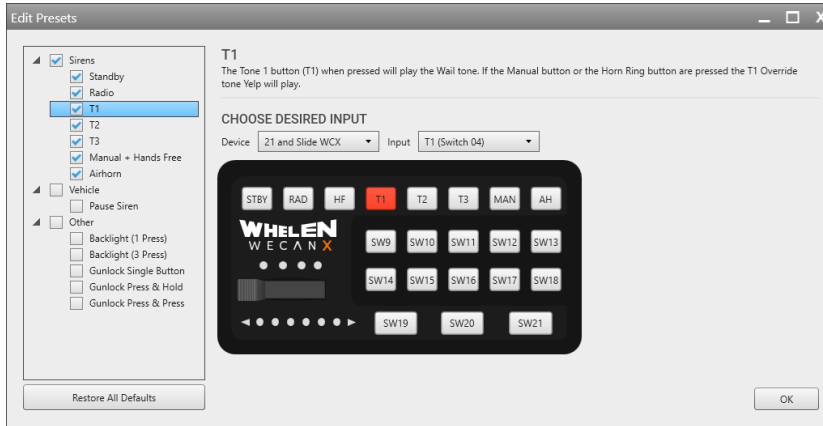 Edit Presets
Sirens
Standby
Radio
T1
T2
T3
Manual + Hands Free
Airhorn
Vehicle
Pause Siren
Other
Backlight (1 Press)
Backlight (3 Press)
Gunlock Single Button
Gunlock Press & Hold
Gunlock Press & Press
Restore All Defaults
T1
The Tone 1 button (T1) when pressed will play the Wail tone. If the Manual button or the Horn Ring button are pressed the T1 Override
tone Yelp will play.
CHOOSE DESIRED INPUT
Device 21 and Slide WCX Input T1 (Switch 04)
STBY RAD HF T1 T2 T3 MAN AH
WHELEN
WECANX
SW9 SW10 SW11 SW12 SW13
SW14 SW15 SW16 SW17 SW18
SW19 SW20 SW21
OK